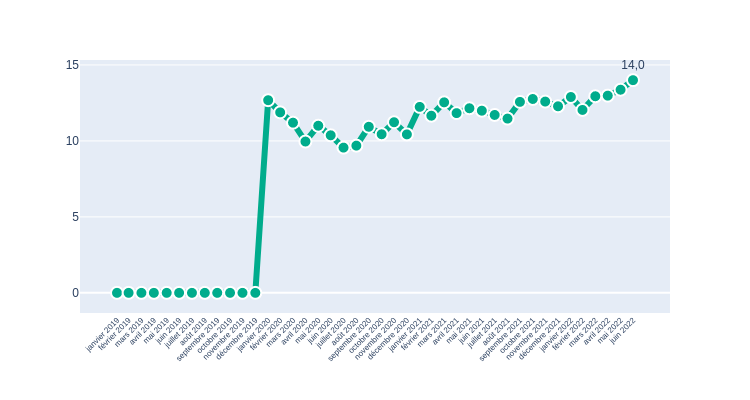 15
14,0
10
5
0
janvier 2019
février 2019
mars 2019
avril 2019
mai 2019
juin 2019
juillet 2019
août 2019
septembre 2019
octobre 2019
novembre 2019
décembre 2019
janvier 2020
février 2020
mars 2020
avril 2020
mai 2020
juin 2020
juillet 2020
août 2020
septembre 2020
octobre 2020
novembre 2020
décembre 2020
janvier 2021
février 2021
mars 2021
avril 2021
mai 2021
juin 2021
juillet 2021
août 2021
septembre 2021
octobre 2021
novembre 2021
décembre 2021
janvier 2022
février 2022
mars 2022
avril 2022
mai 2022
juin 2022